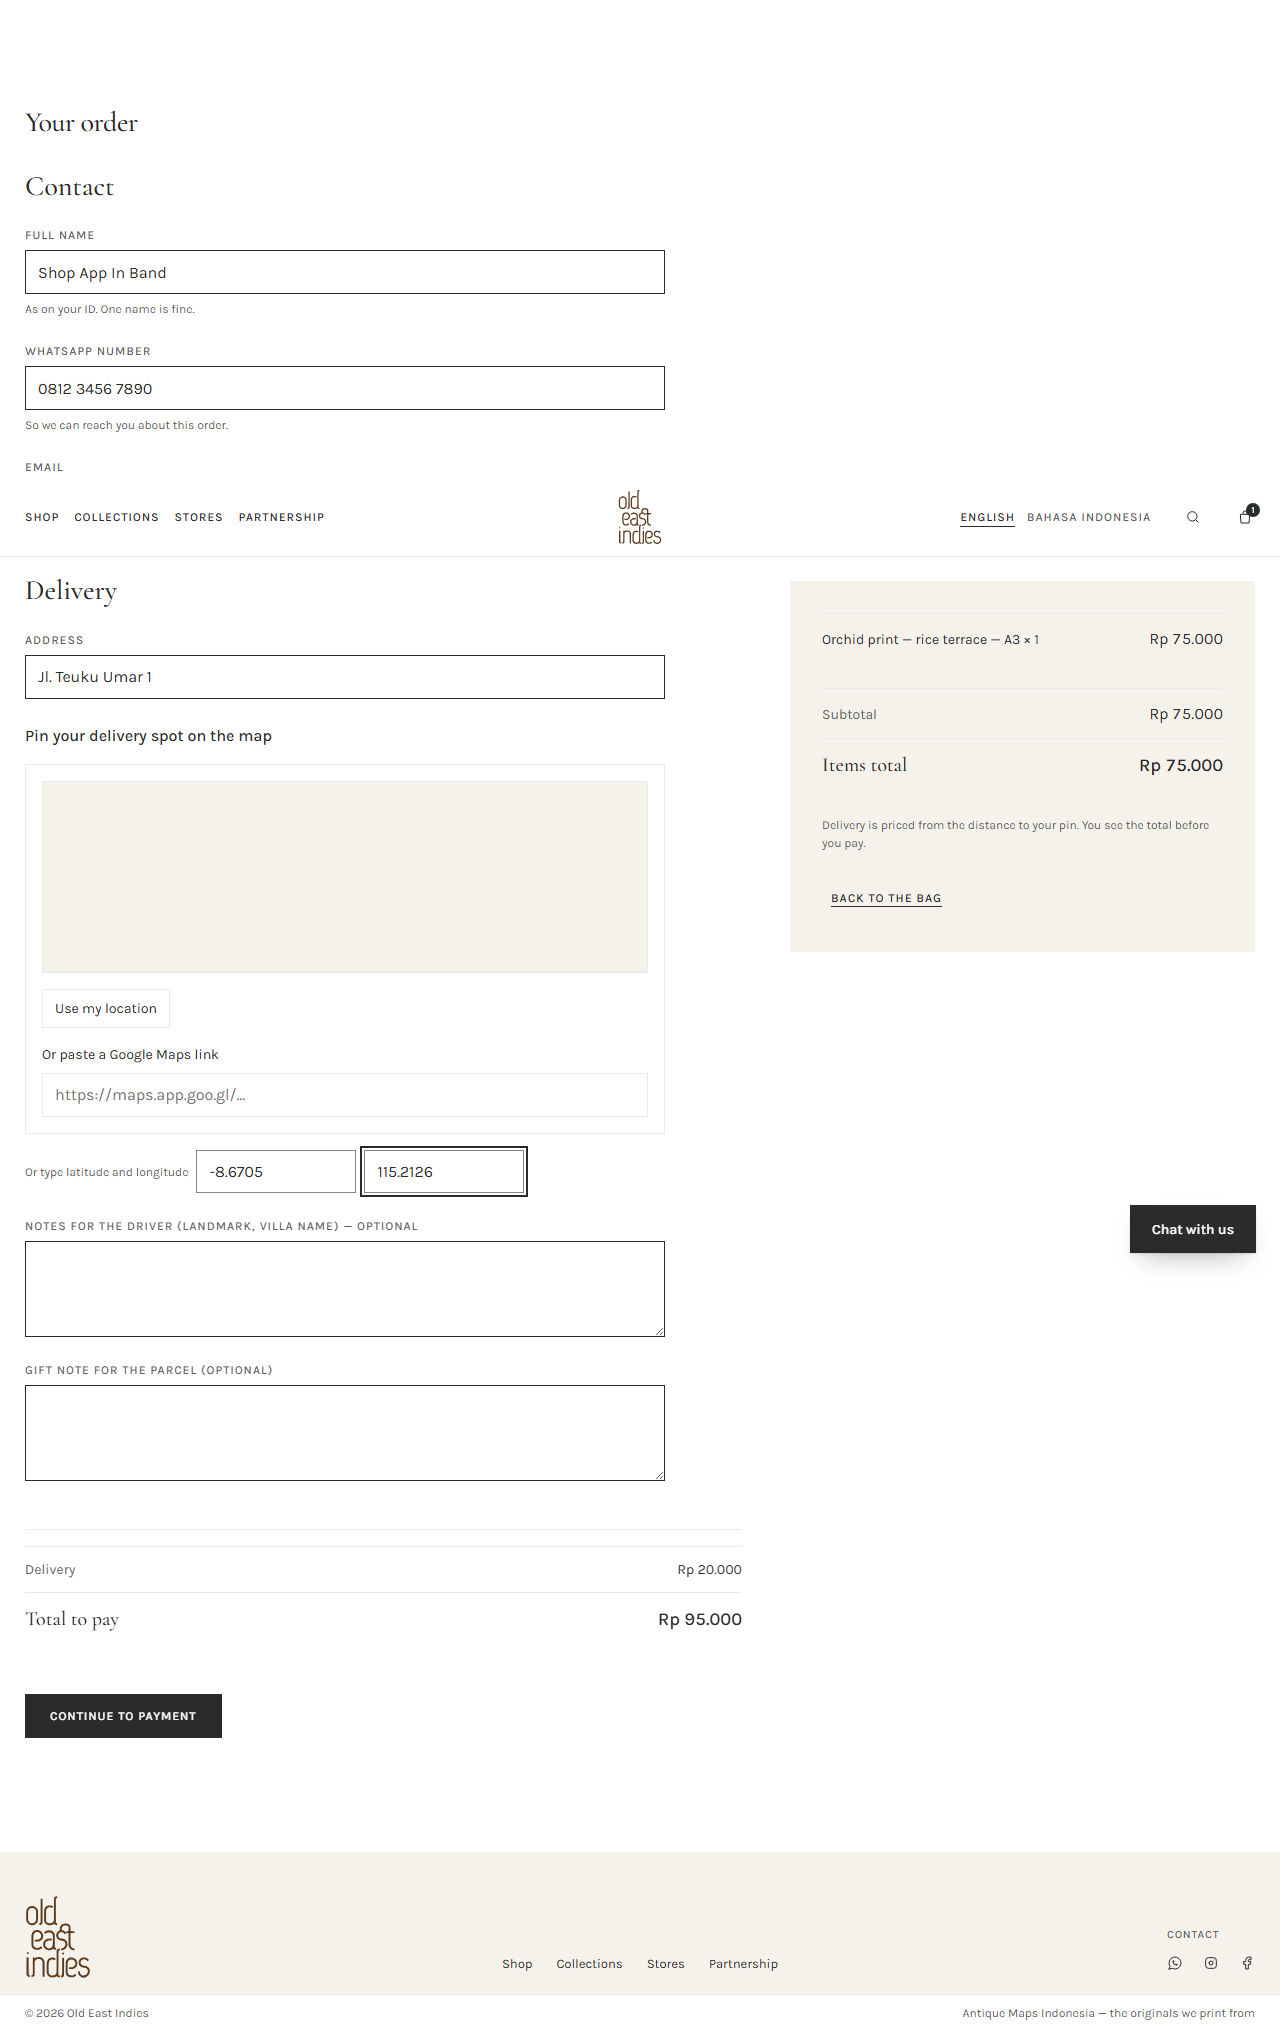 Your order
Contact
FULL NAME
Shop App In Band
As on your ID. One name is fine.
WHATSAPP NUMBER
0812 3456 7890
So we can reach you about this order.
EMAIL
SHOP COLLECTIONS STORES PARTNERSHIP
old
east
indies
ENGLISH BAHASA INDONESIA
1
Delivery
ADDRESS
Jl. Teuku Umar 1
Pin your delivery spot on the map
Use my location
Or paste a Google Maps link
https://maps.app.goo.gl/...
Or type latitude and longitude -8.6705 115.2126
NOTES FOR THE DRIVER (LANDMARK, VILLA NAME) — OPTIONAL
GIFT NOTE FOR THE PARCEL (OPTIONAL)
Delivery Rp 20.000
Total to pay Rp 95.000
CONTINUE TO PAYMENT
Orchid print — rice terrace — A3 × 1 Rp 75.000
Subtotal Rp 75.000
Items total Rp 75.000
Delivery is priced from the distance to your pin. You see the total before
you pay.
BACK TO THE BAG
Chat with us
old
east
indies
Shop Collections Stores Partnership
CONTACT
© 2026 Old East Indies
Antique Maps Indonesia — the originals we print from